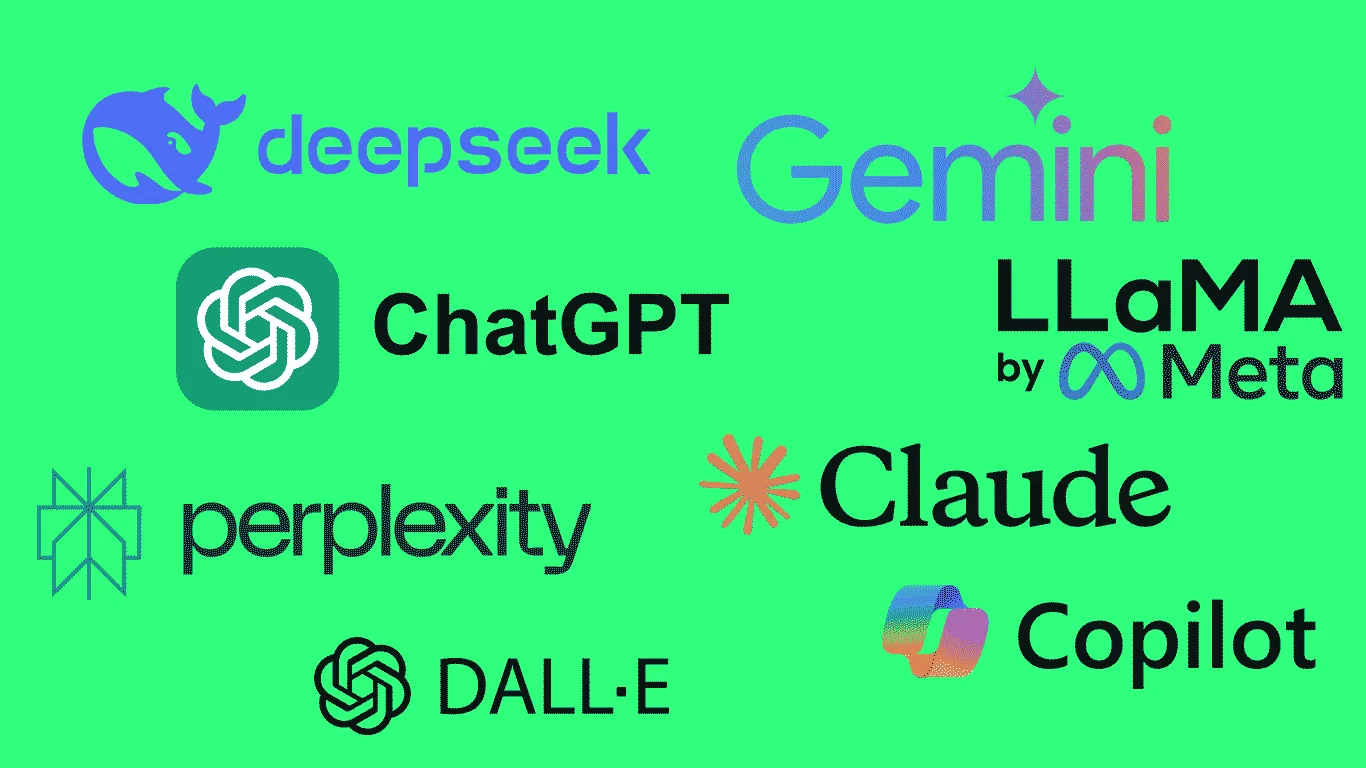 deepseek
Gemini
ChatGPT
LLaMA
by Meta
Claude
perplexity
Copilot
DALL·E